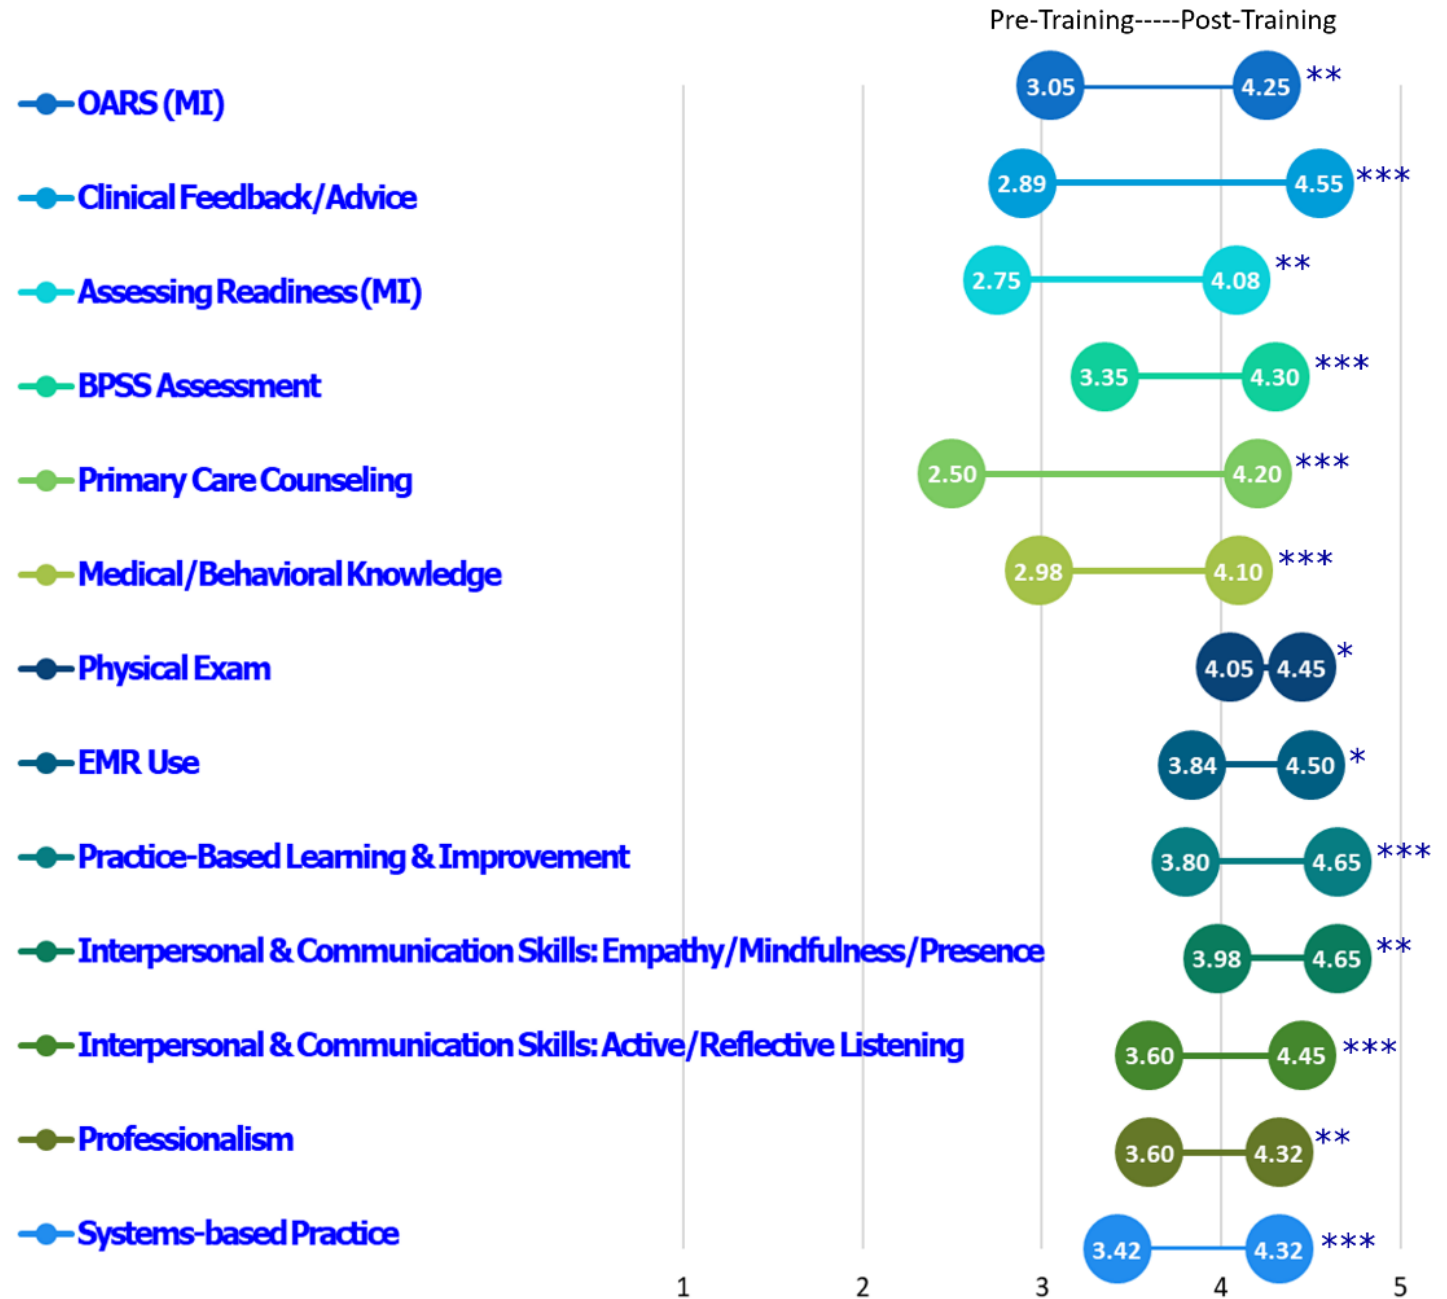 Pre-Training-----Post-Training
OARS (MI) 3.05 4.25 **
Clinical Feedback/Advice 2.89 4.55 ***
Assessing Readiness (MI) 2.75 4.08 **
BPSS Assessment 3.35 4.30 ***
Primary Care Counseling 2.50 4.20 ***
Medical/Behavioral Knowledge 2.98 4.10 ***
Physical Exam 4.05 4.45 *
EMR Use 3.84 4.50 *
Practice-Based Learning & Improvement 3.80 4.65 ***
Interpersonal & Communication Skills: Empathy/Mindfulness/Presence 3.98 4.65 **
Interpersonal & Communication Skills: Active/Reflective Listening 3.60 4.45 ***
Professionalism 3.60 4.32 **
Systems-based Practice 3.42 4.32 ***
1 2 3 4 5